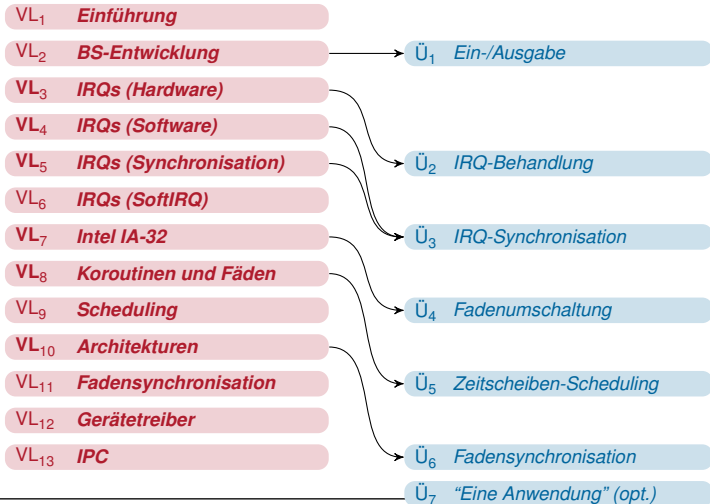 VL₁ Einführung
VL₂ BS-Entwicklung
Ü₁ Ein-/Ausgabe
VL₃ IRQs (Hardware)
VL₄ IRQs (Software)
VL₅ IRQs (Synchronisation)
Ü₂ IRQ-Behandlung
VL₆ IRQs (SoftIRQ)
VL₇ Intel IA-32
Ü₃ IRQ-Synchronisation
VL₈ Koroutinen und Fäden
VL₉ Scheduling
Ü₄ Fadenumschaltung
VL₁₀ Architekturen
VL₁₁ Fadensynchronisation
Ü₅ Zeitscheiben-Scheduling
VL₁₂ Gerätetreiber
VL₁₃ IPC
Ü₆ Fadensynchronisation
Ü₇ “Eine Anwendung” (opt.)